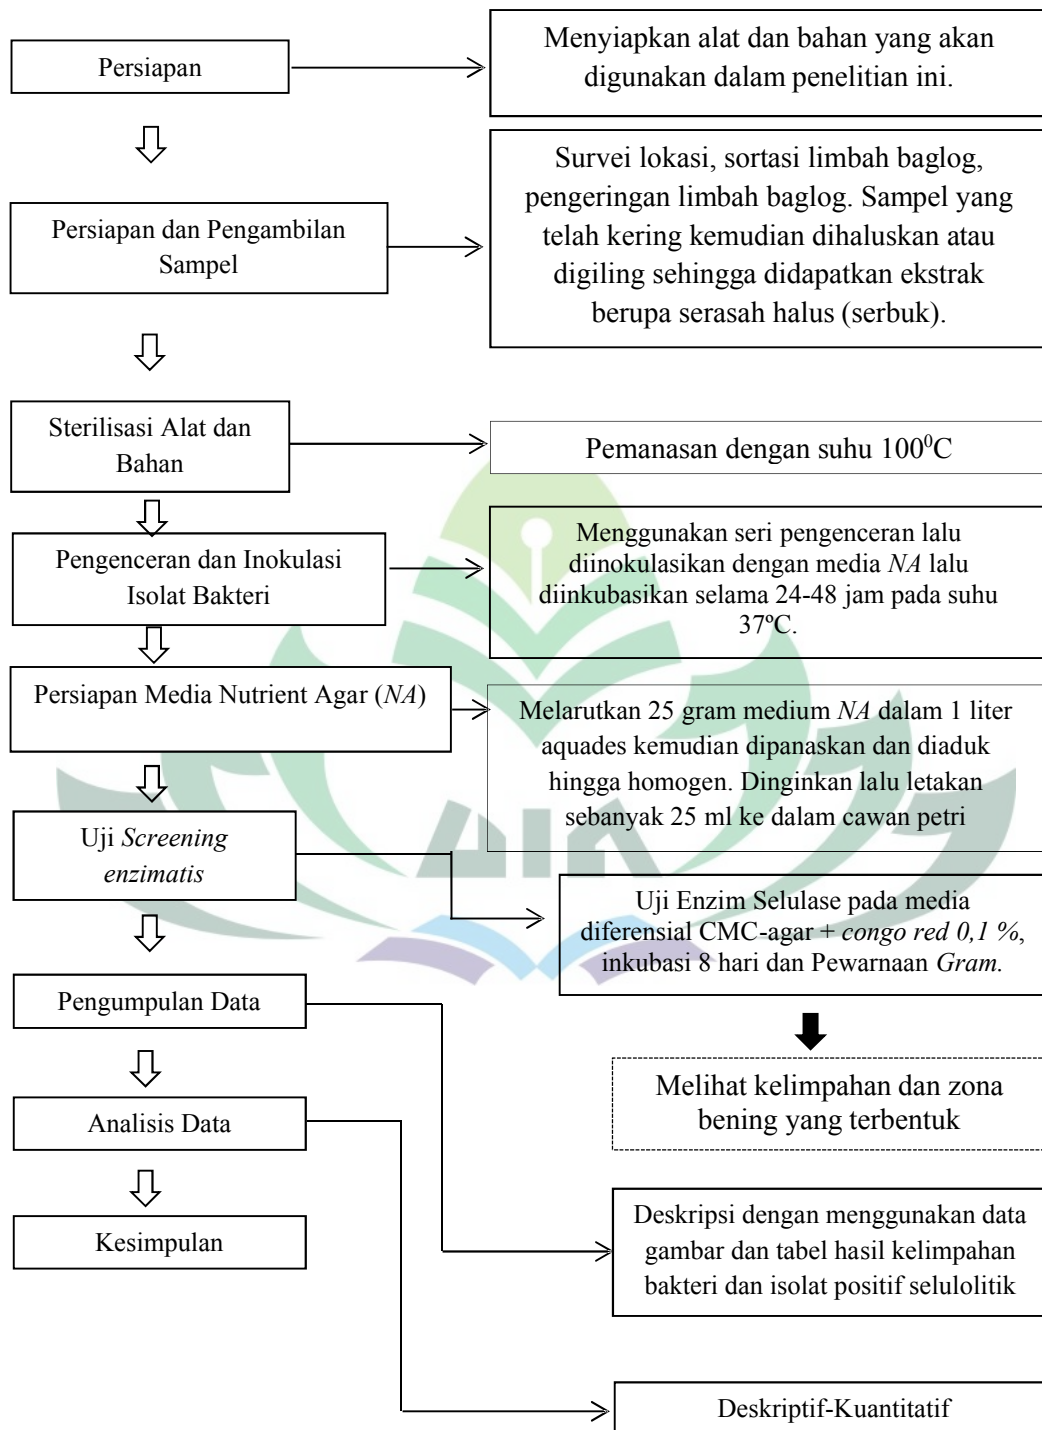 Persiapan
Menyiapkan alat dan bahan yang akan
digunakan dalam penelitian ini.
Persiapan dan Pengambilan
Sampel
Survei lokasi, sortasi limbah baglog,
pengeringan limbah baglog. Sampel yang
telah kering kemudian dihaluskan atau
digiling sehingga didapatkan ekstrak
berupa serasah halus (serbuk).
Sterilisasi Alat dan
Bahan
Pemanasan dengan suhu 100⁰C
Pengenceran dan Inokulasi
Isolat Bakteri
Menggunakan seri pengenceran lalu
diinokulasikan dengan media NA lalu
diinkubasikan selama 24-48 jam pada suhu
37ºC.
Persiapan Media Nutrient Agar (NA)
Melarutkan 25 gram medium NA dalam 1 liter
aquades kemudian dipanaskan dan diaduk
hingga homogen. Dinginkan lalu letakan
sebanyak 25 ml ke dalam cawan petri
Uji Screening
enzimatis
Uji Enzim Selulase pada media
diferensial CMC-agar + congo red 0,1 %,
inkubasi 8 hari dan Pewarnaan Gram.
Melihat kelimpahan dan zona
bening yang terbentuk
Pengumpulan Data
Deskripsi dengan menggunakan data
gambar dan tabel hasil kelimpahan
bakteri dan isolat positif selulolitik
Analisis Data
Deskriptif-Kuantitatif
Kesimpulan